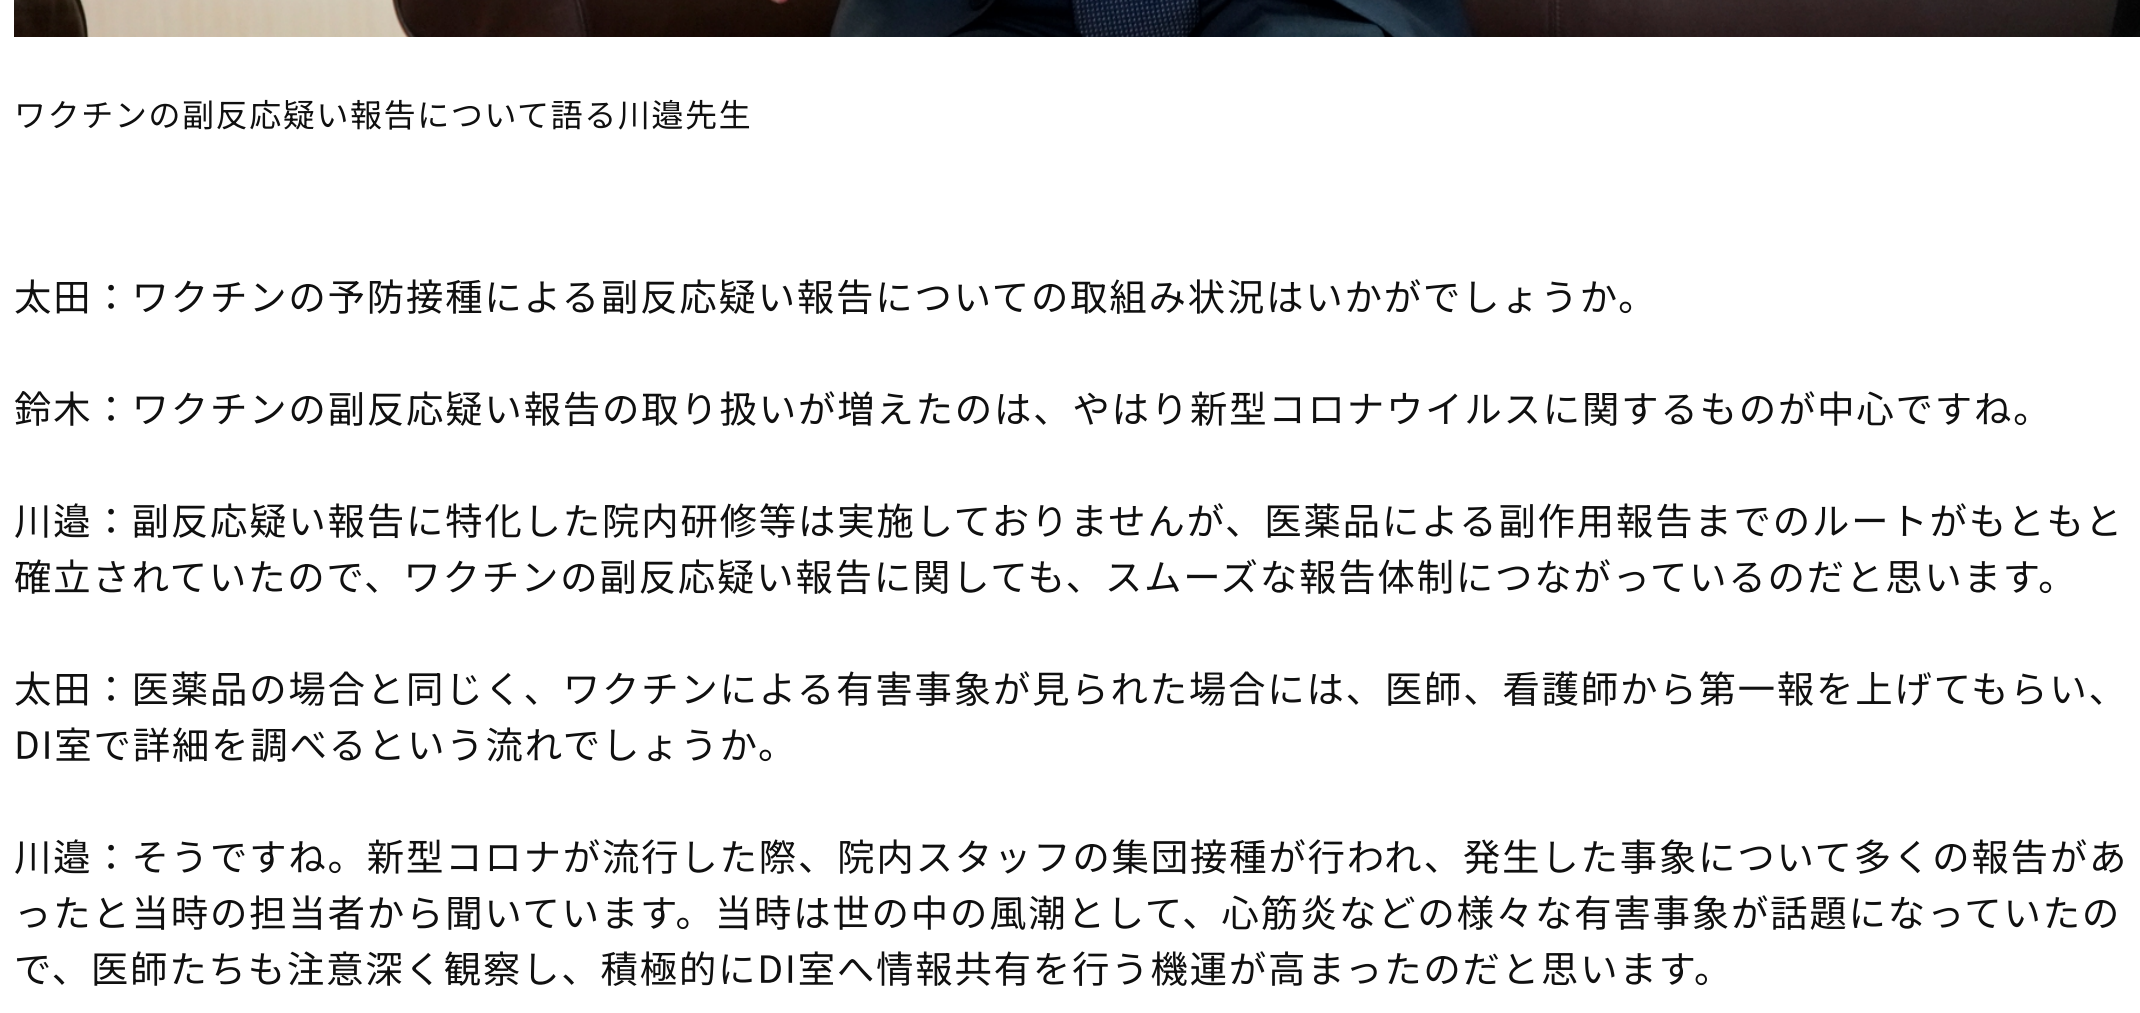 ワクチンの副反応疑い報告について語る川邉先生
太田：ワクチンの予防接種による副反応疑い報告についての取組み状況はいかがでしょうか。
鈴木：ワクチンの副反応疑い報告の取り扱いが増えたのは、やはり新型コロナウイルスに関するものが中心ですね。
川邉：副反応疑い報告に特化した院内研修等は実施しておりませんが、医薬品による副作用報告までのルートがもともと
確立されていたので、ワクチンの副反応疑い報告に関しても、スムーズな報告体制につながっているのだと思います。
太田：医薬品の場合と同じく、ワクチンによる有害事象が見られた場合には、医師、看護師から第一報を上げてもらい、
DI室で詳細を調べるという流れでしょうか。
川邉：そうですね。新型コロナが流行した際、院内スタッフの集団接種が行われ、発生した事象について多くの報告があ
ったと当時の担当者から聞いています。当時は世の中の風潮として、心筋炎などの様々な有害事象が話題になっていたの
で、医師たちも注意深く観察し、積極的にDI室へ情報共有を行う機運が高まったのだと思います。